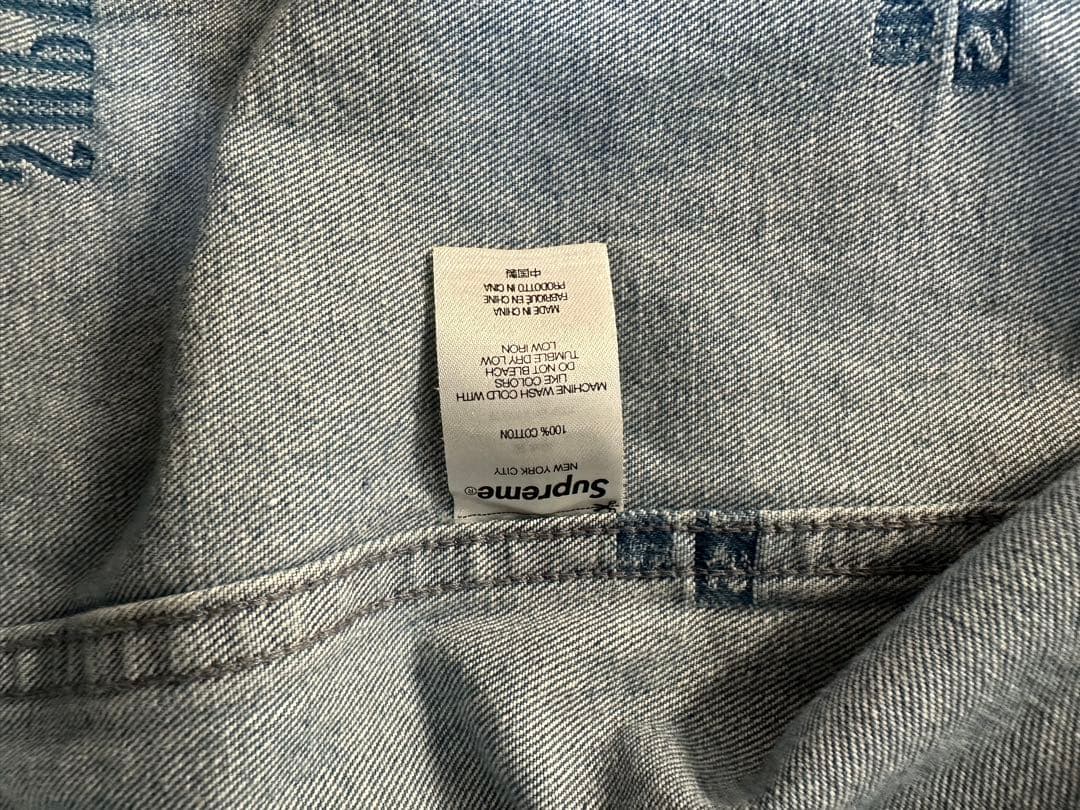 Supreme®
NEW YORK CITY
100% COTTON
MACHINE WASH COLD WITH
LIKE COLORS
DO NOT BLEACH
TUMBLE DRY LOW
LOW IRON
MADE IN CHINA
FABRIQUÉ EN CHINE
PRODOTTO IN CINA
中国製